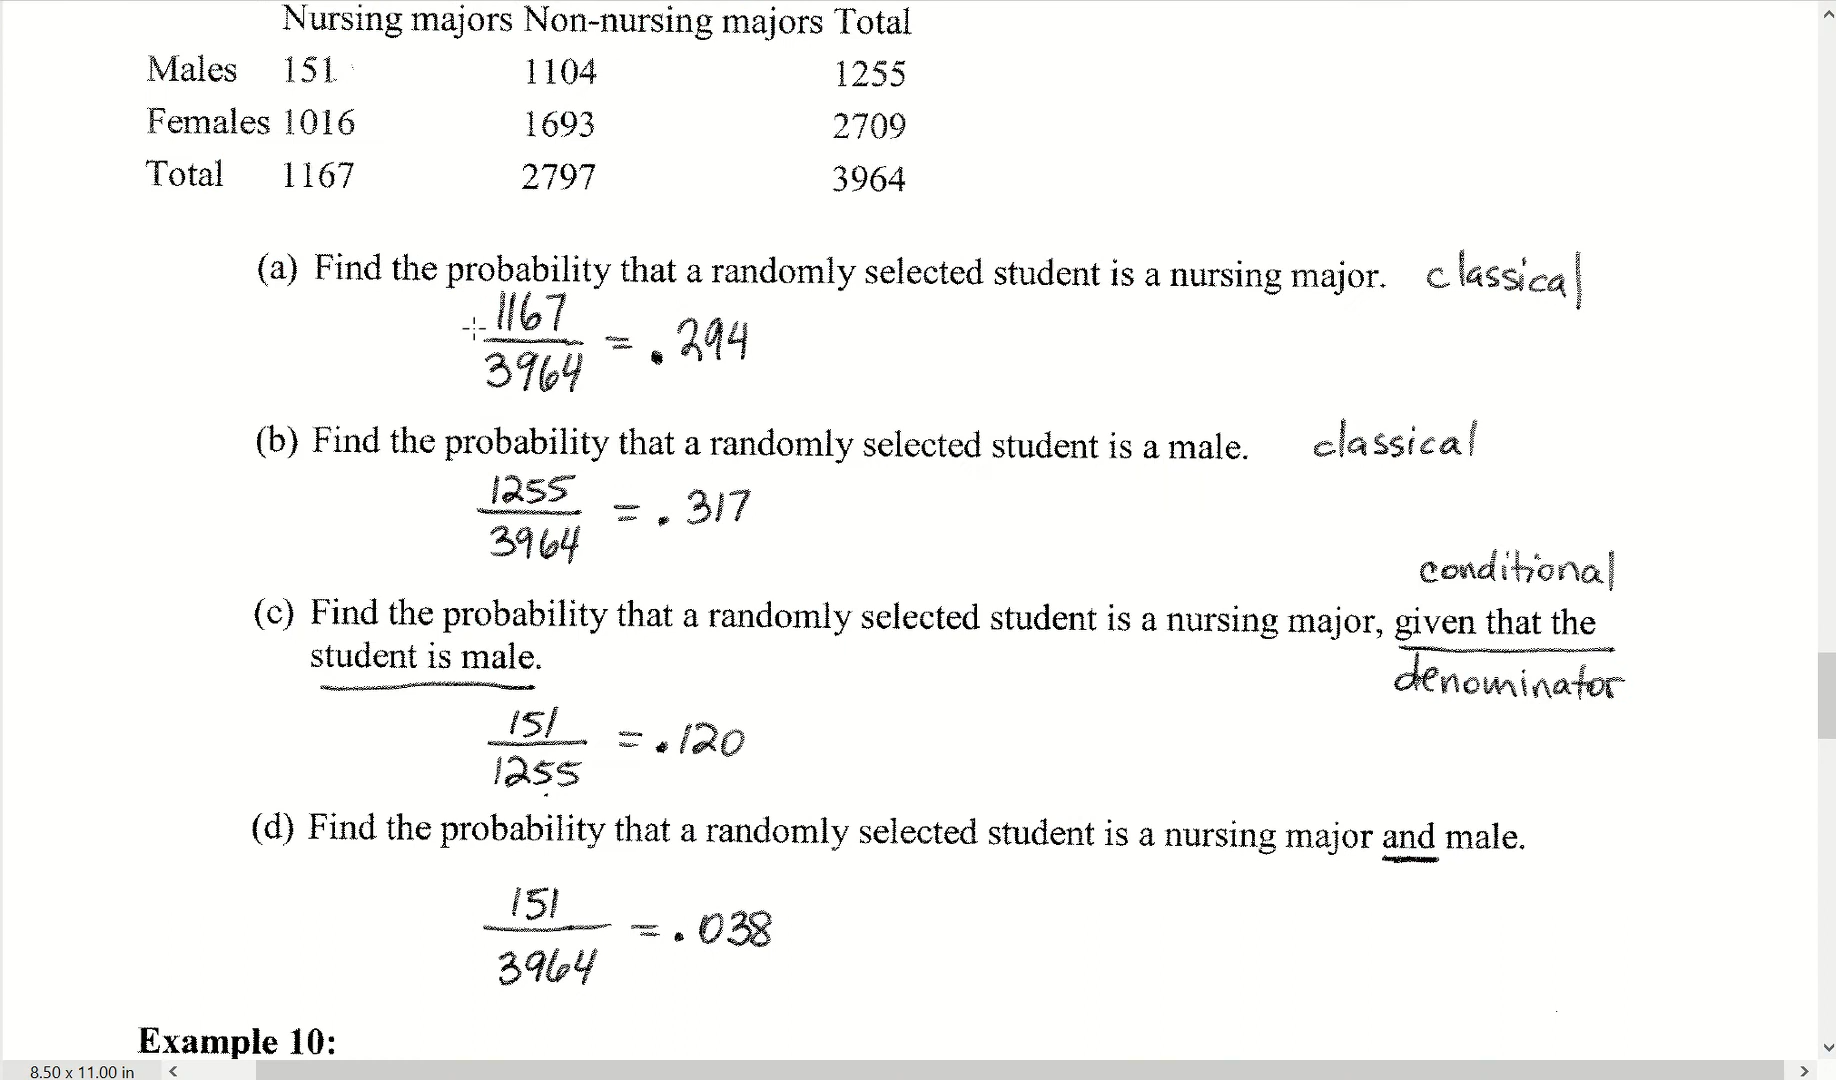 Nursing majors Non-nursing majors Total
Males 151 1104 1255
Females 1016 1693 2709
Total 1167 2797 3964
(a) Find the probability that a randomly selected student is a nursing major. classical
1167
3964 = .294
(b) Find the probability that a randomly selected student is a male. classical
1255
3964 = .317
conditional
(c) Find the probability that a randomly selected student is a nursing major, given that the
student is male.
denominator
151
1255 = .120
(d) Find the probability that a randomly selected student is a nursing major and male.
151
3964 = .038
Example 10:
8.50 x 11.00 in